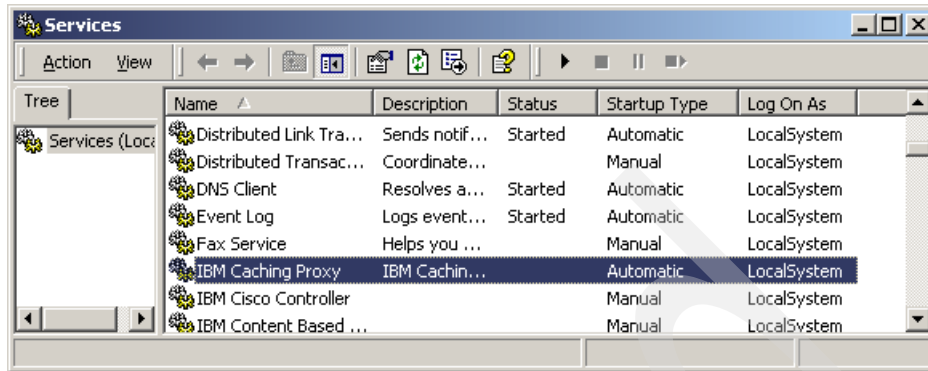 Services
Action View
Tree
Services (Loca
Name Description Status Startup Type Log On As
Distributed Link Tra... Sends notif... Started Automatic LocalSystem
Distributed Transac... Coordinate... Manual LocalSystem
DNS Client Resolves a... Started Automatic LocalSystem
Event Log Logs event... Started Automatic LocalSystem
Fax Service Helps you ... Manual LocalSystem
IBM Caching Proxy IBM Cachin... Automatic LocalSystem
IBM Cisco Controller Manual LocalSystem
IBM Content Based ... Manual LocalSystem